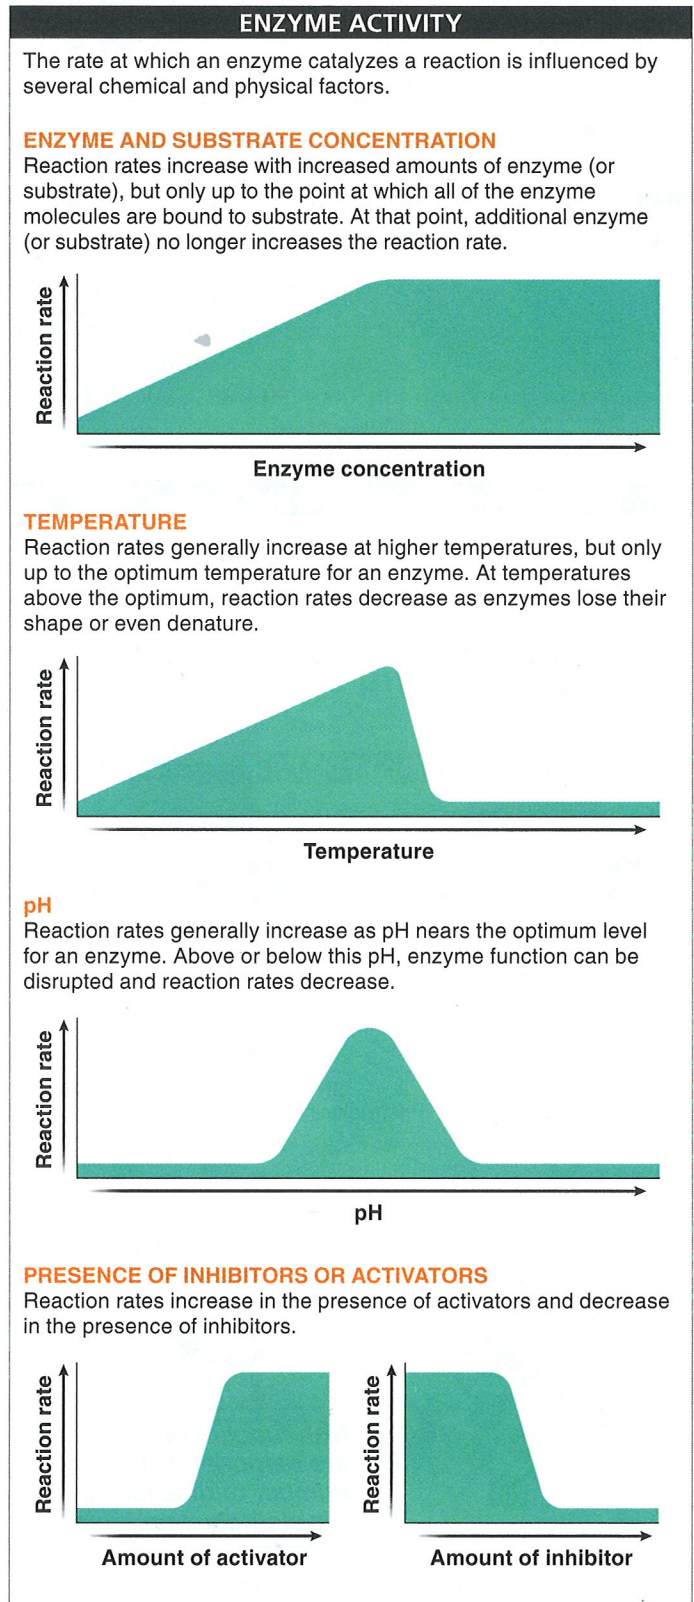 ENZYME ACTIVITY
The rate at which an enzyme catalyzes a reaction is influenced by
several chemical and physical factors.
ENZYME AND SUBSTRATE CONCENTRATION
Reaction rates increase with increased amounts of enzyme (or
substrate), but only up to the point at which all of the enzyme
molecules are bound to substrate. At that point, additional enzyme
(or substrate) no longer increases the reaction rate.
Reaction rate
Enzyme concentration
TEMPERATURE
Reaction rates generally increase at higher temperatures, but only
up to the optimum temperature for an enzyme. At temperatures
above the optimum, reaction rates decrease as enzymes lose their
shape or even denature.
Reaction rate
Temperature
pH
Reaction rates generally increase as pH nears the optimum level
for an enzyme. Above or below this pH, enzyme function can be
disrupted and reaction rates decrease.
Reaction rate
pH
PRESENCE OF INHIBITORS OR ACTIVATORS
Reaction rates increase in the presence of activators and decrease
in the presence of inhibitors.
Reaction rate
Amount of activator
Reaction rate
Amount of inhibitor